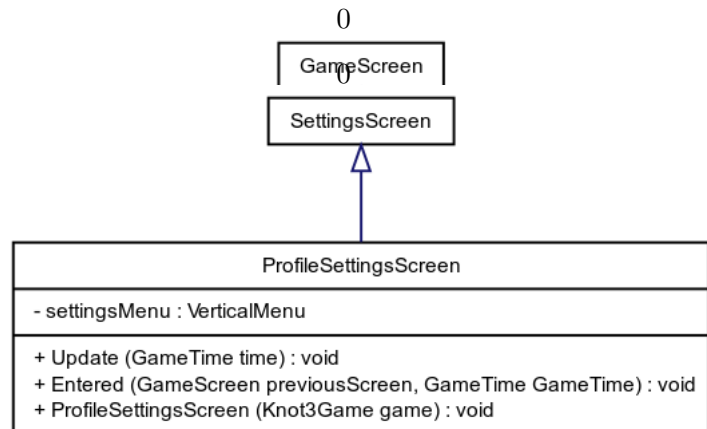 0
GameScreen
0
SettingsScreen
ProfileSettingsScreen
- settingsMenu : VerticalMenu
+ Update (GameTime time) : void
+ Entered (GameScreen previousScreen, GameTime GameTime) : void
+ ProfileSettingsScreen (Knot3Game game) : void